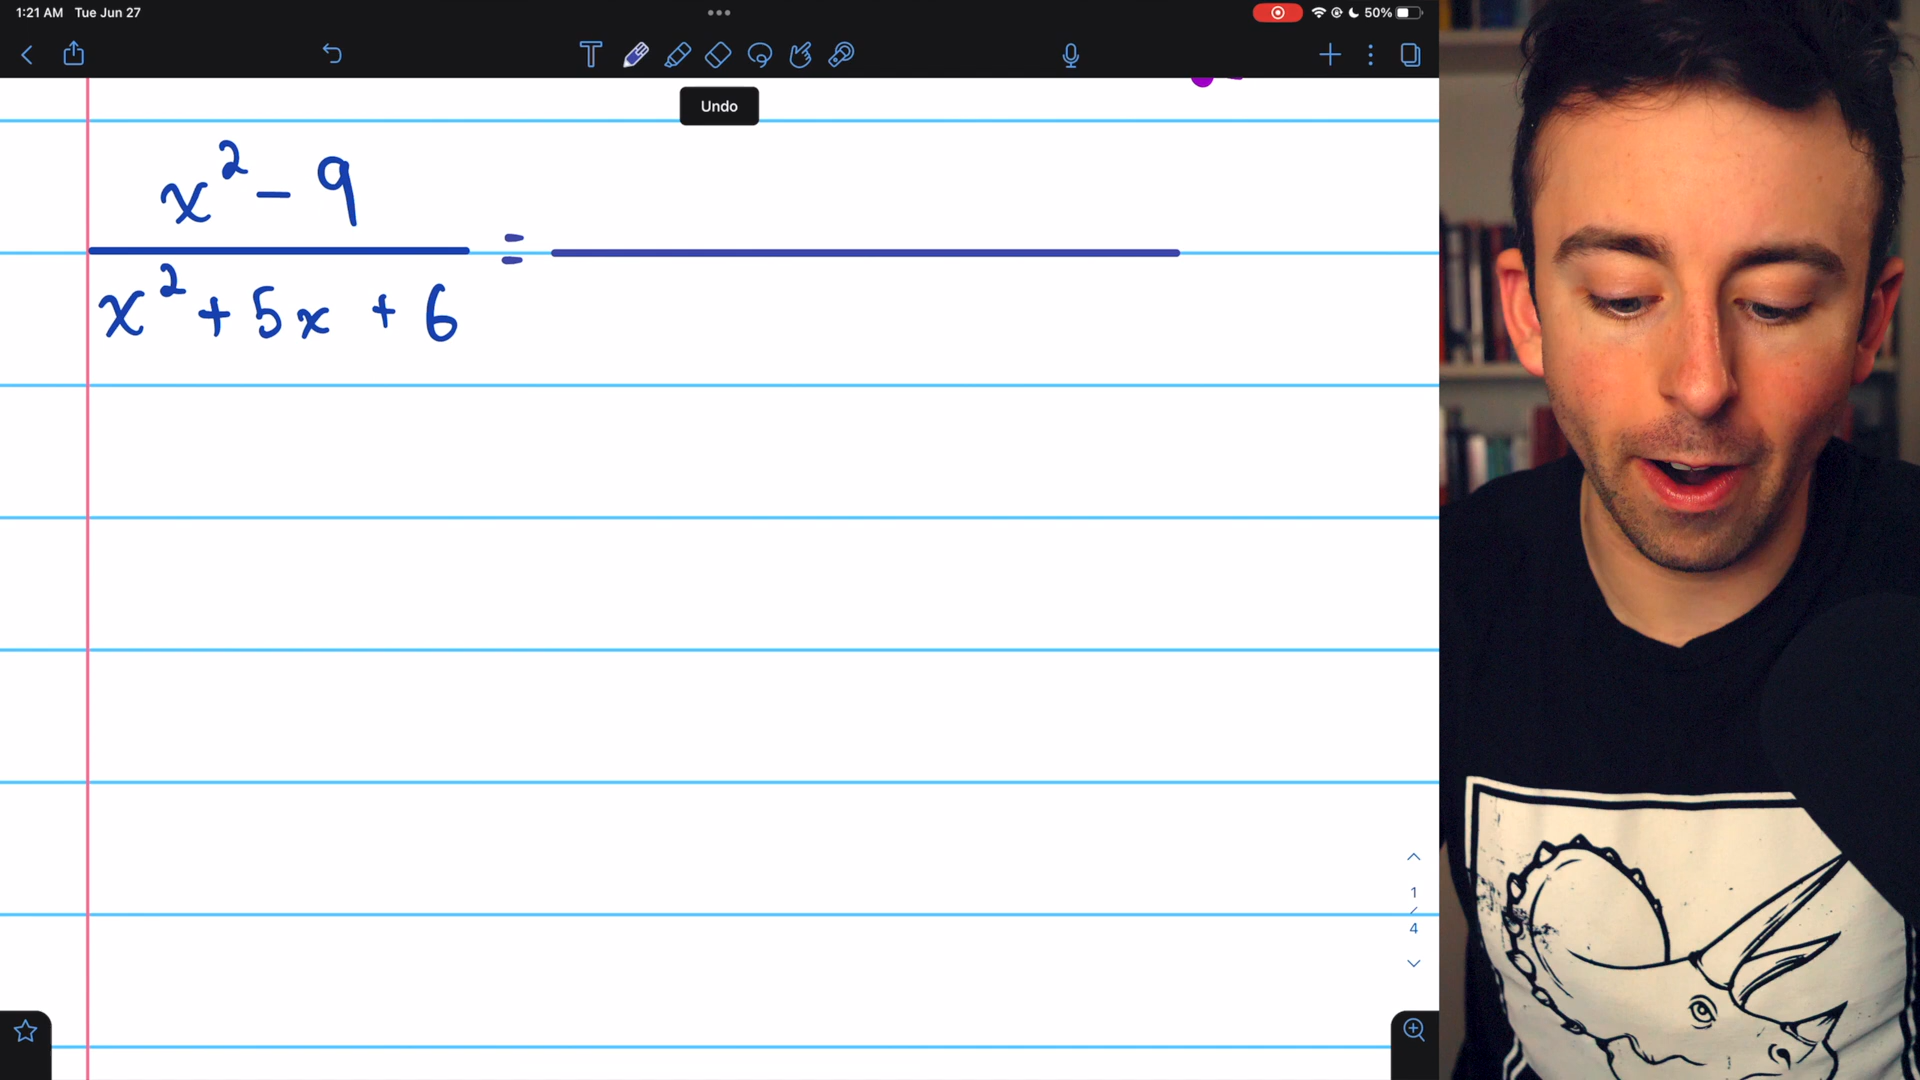 1:21 AM Tue Jun 27
50%
Undo
x² - 9
x² + 5x + 6
=
1
/
4